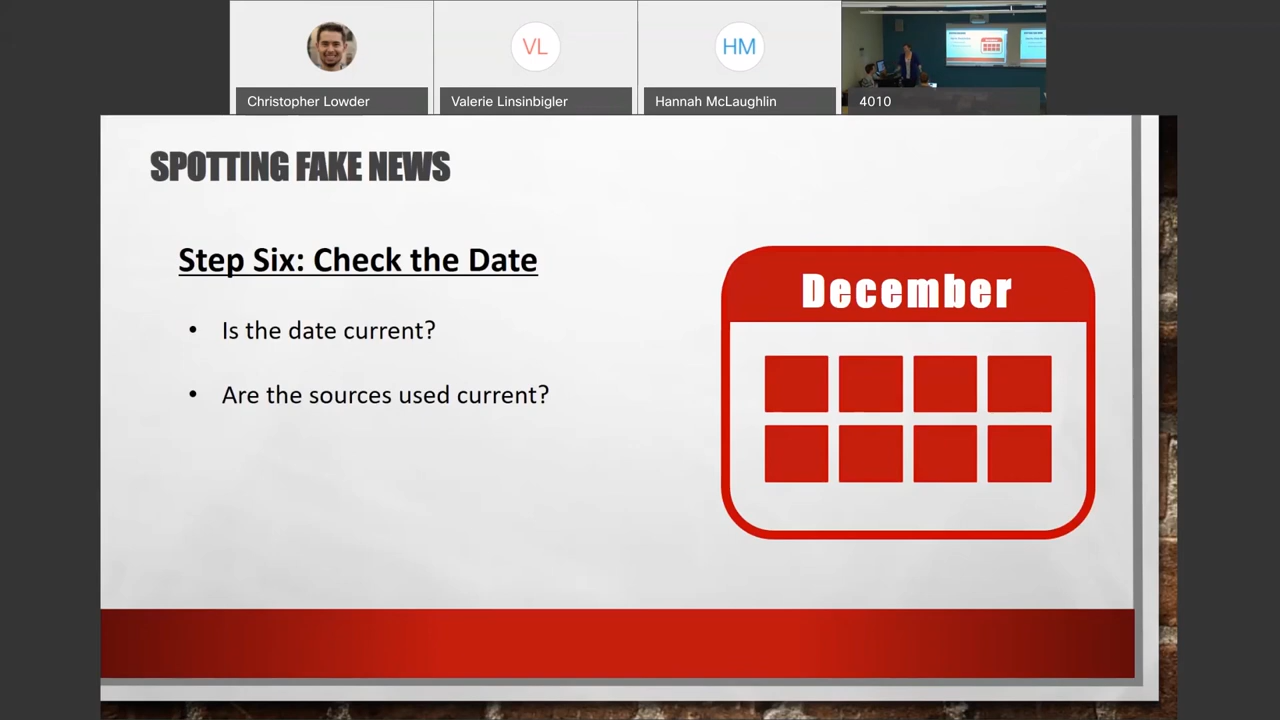 VL
HM
Christopher Lowder
Valerie Linsinbigler
Hannah McLaughlin
4010
SPOTTING FAKE NEWS
Step Six: Check the Date
• Is the date current?
• Are the sources used current?
December